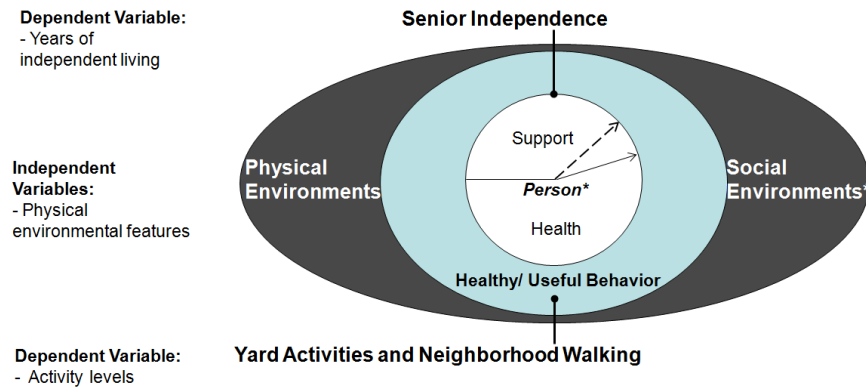 Dependent Variable:
- Years of
independent living
Senior Independence
Support
Person*
Health
Physical
Environments
Social
Environments*
Independent
Variables:
- Physical
environmental features
Healthy/ Useful Behavior
Yard Activities and Neighborhood Walking
Dependent Variable:
- Activity levels